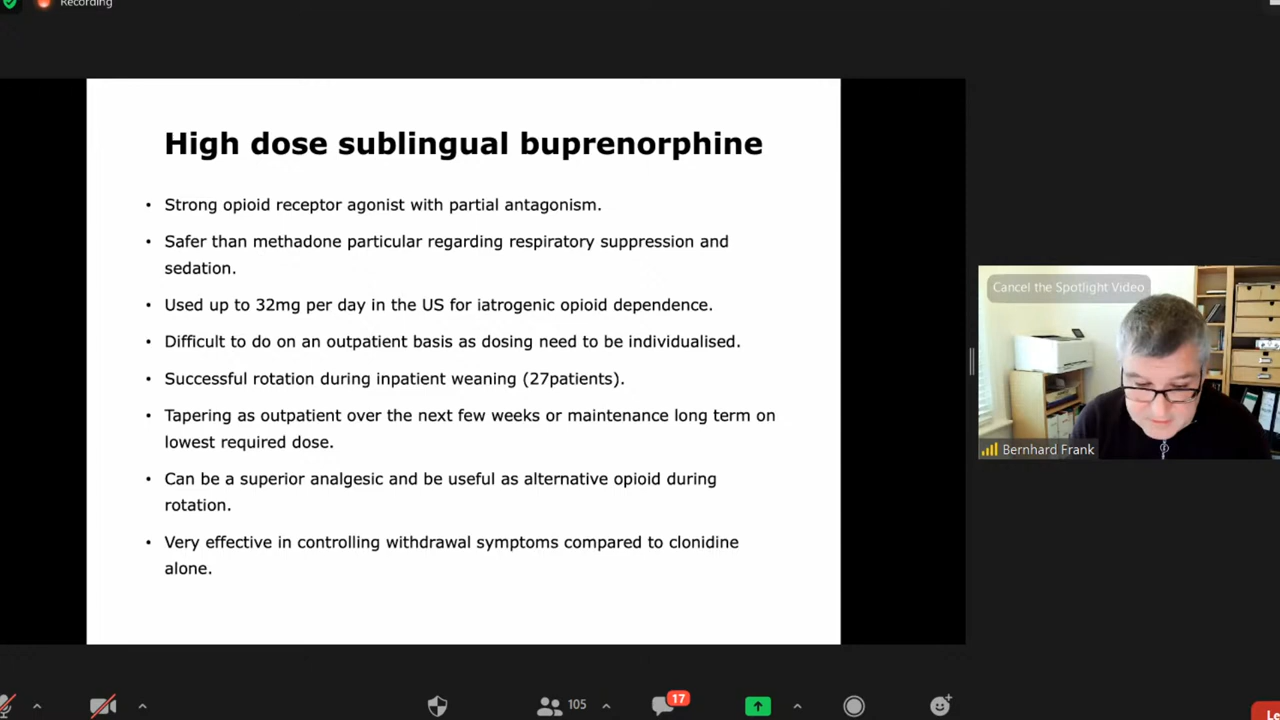 Recording
High dose sublingual buprenorphine
• Strong opioid receptor agonist with partial antagonism.
• Safer than methadone particular regarding respiratory suppression and
sedation.
• Used up to 32mg per day in the US for iatrogenic opioid dependence.
• Difficult to do on an outpatient basis as dosing need to be individualised.
• Successful rotation during inpatient weaning (27patients).
• Tapering as outpatient over the next few weeks or maintenance long term on
lowest required dose.
• Can be a superior analgesic and be useful as alternative opioid during
rotation.
• Very effective in controlling withdrawal symptoms compared to clonidine
alone.
Cancel the Spotlight Video
Bernhard Frank
105
17